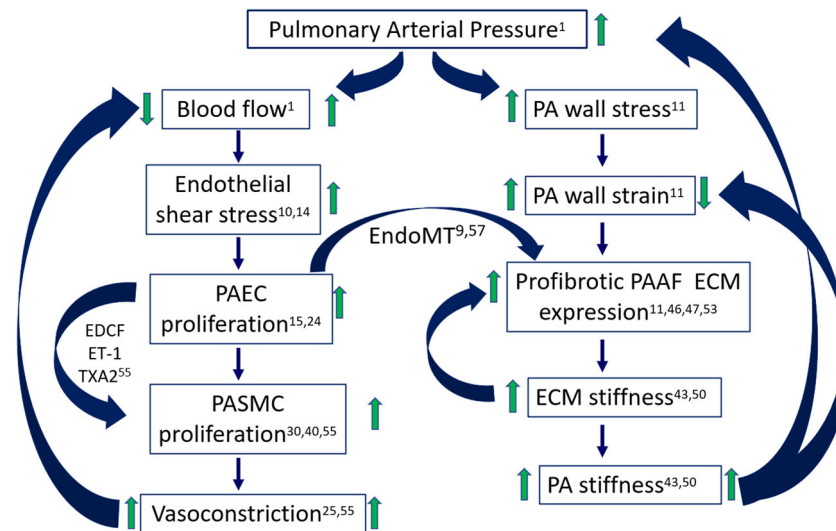 Pulmonary Arterial Pressure¹
Blood flow¹
PA wall stress¹¹
Endothelial
shear stress¹⁰,¹⁴
PA wall strain¹¹
EndoMT⁹,⁵⁷
PAEC
proliferation¹⁵,²⁴
Profibrotic PAAF ECM
expression¹¹,⁴⁶,⁴⁷,⁵³
EDCF
ET-1
TXA2⁵⁵
ECM stiffness⁴³,⁵⁰
PASMC
proliferation³⁰,⁴⁰,⁵⁵
PA stiffness⁴³,⁵⁰
Vasoconstriction²⁵,⁵⁵